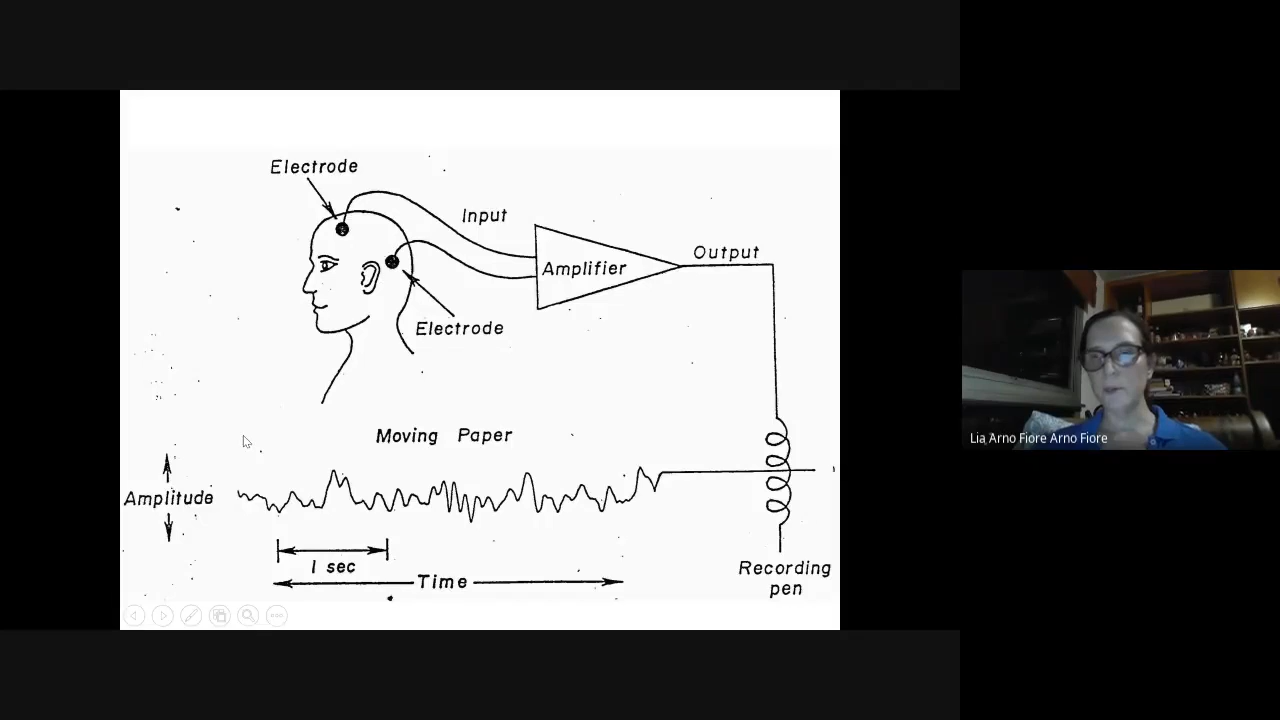 Electrode
Input
Output
Amplifier
Electrode
Moving Paper
Lia Arno Fiore Arno Fiore
Amplitude
1 sec
Time
Recording
pen